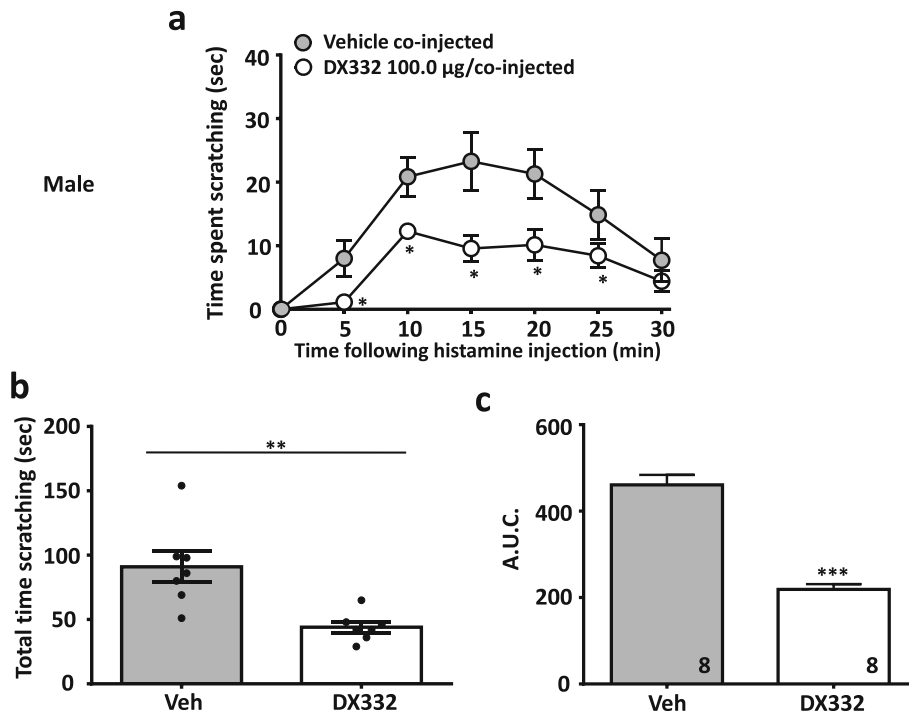 a
Vehicle co-injected
DX332 100.0 µg/co-injected
Male
Time spent scratching (sec)
40
30
20
10
0
*
*
*
*
*
0 5 10 15 20 25 30
Time following histamine injection (min)
b
Total time scratching (sec)
200
150
100
50
0
**
Veh DX332
c
A.U.C.
600
400
200
0
***
8 8
Veh DX332